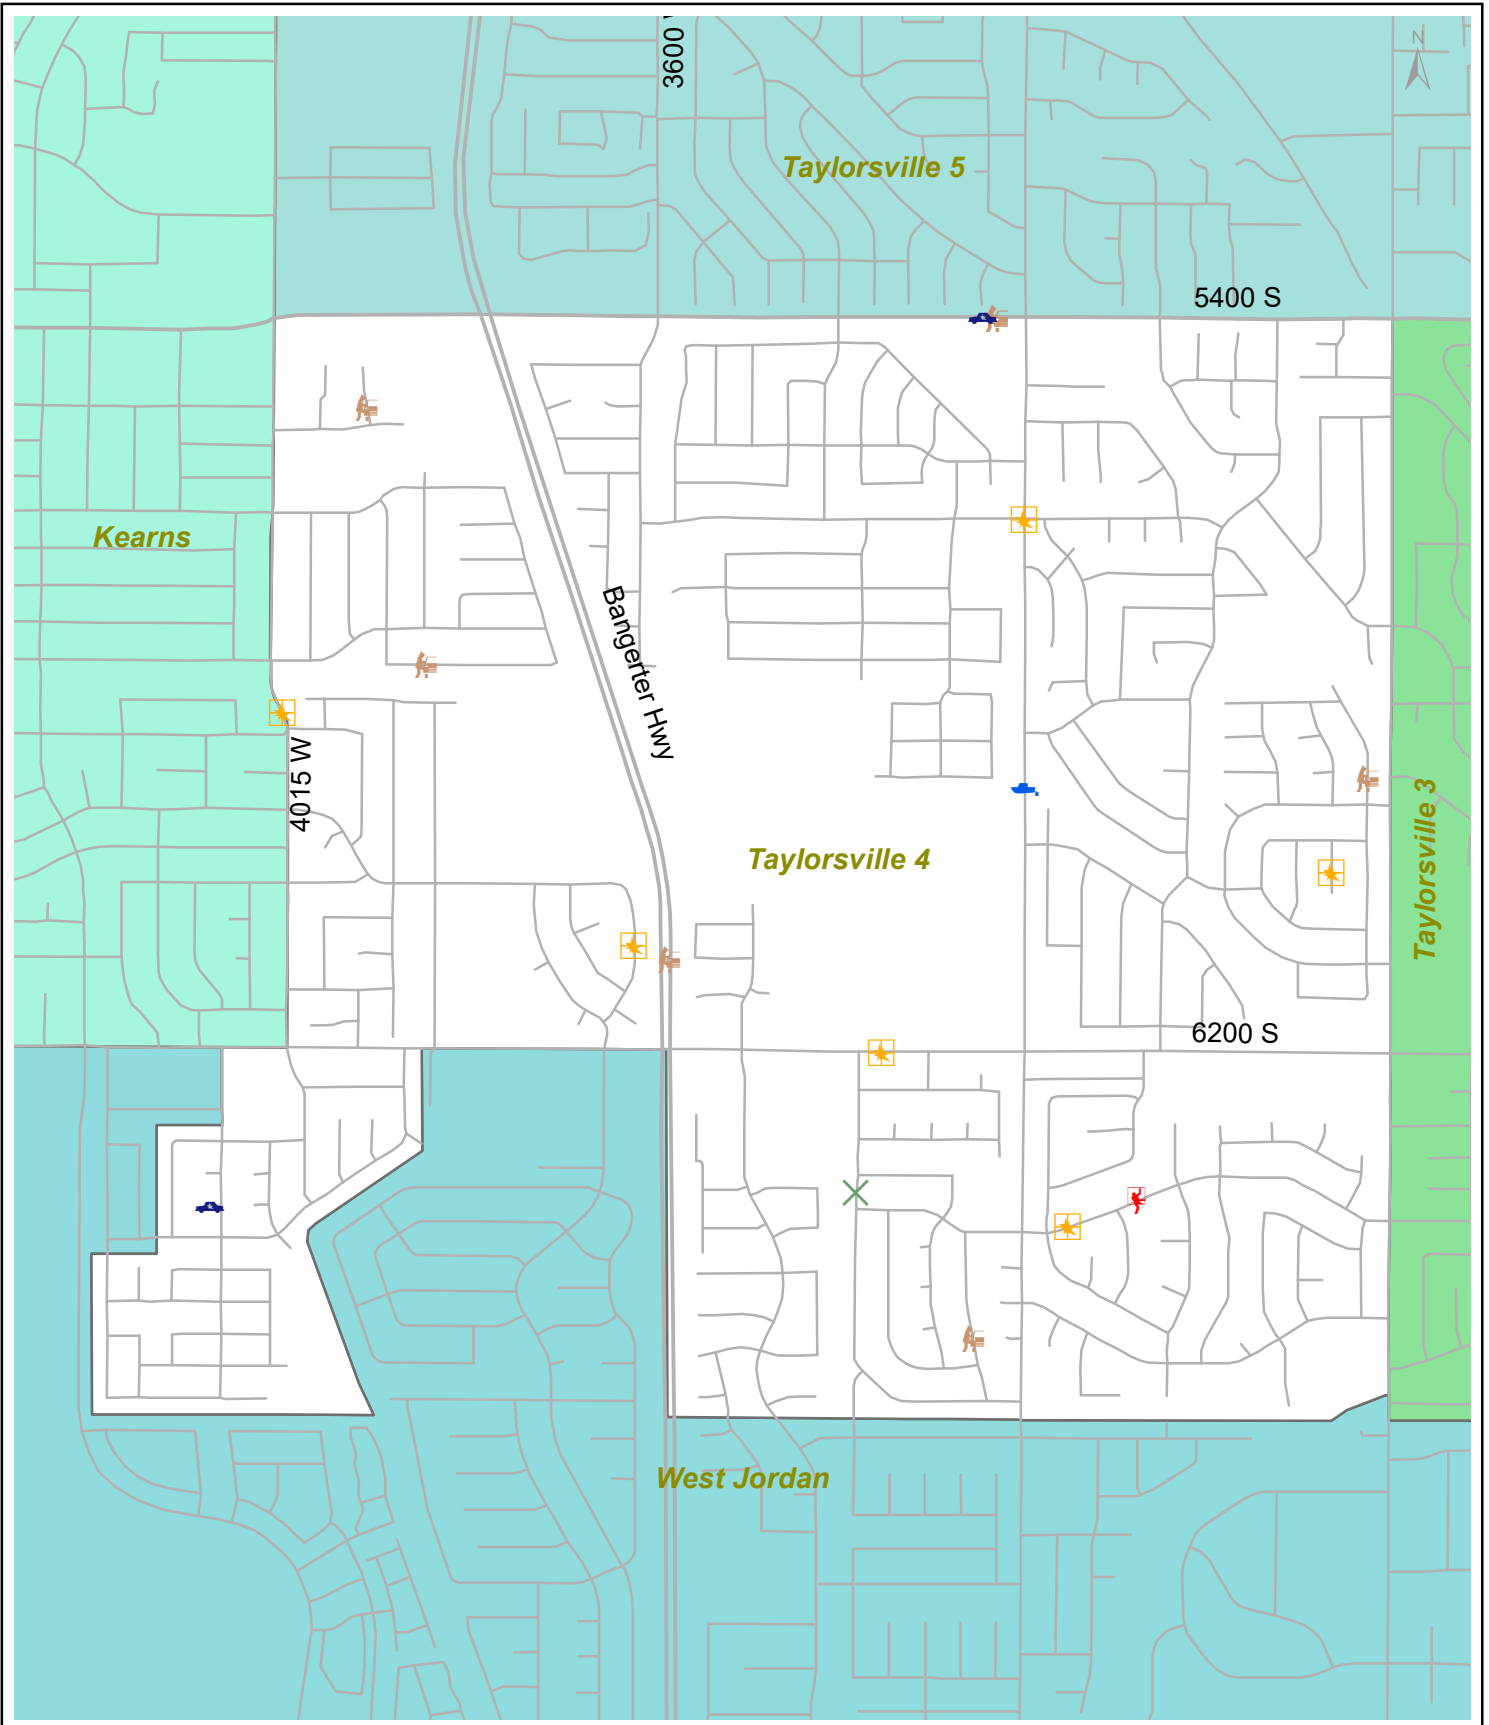 3600
N
Taylorsville 5
5400 S
Kearns
Bangerter Hwy
4015 W
Taylorsville 4
Taylorsville 3
6200 S
West Jordan